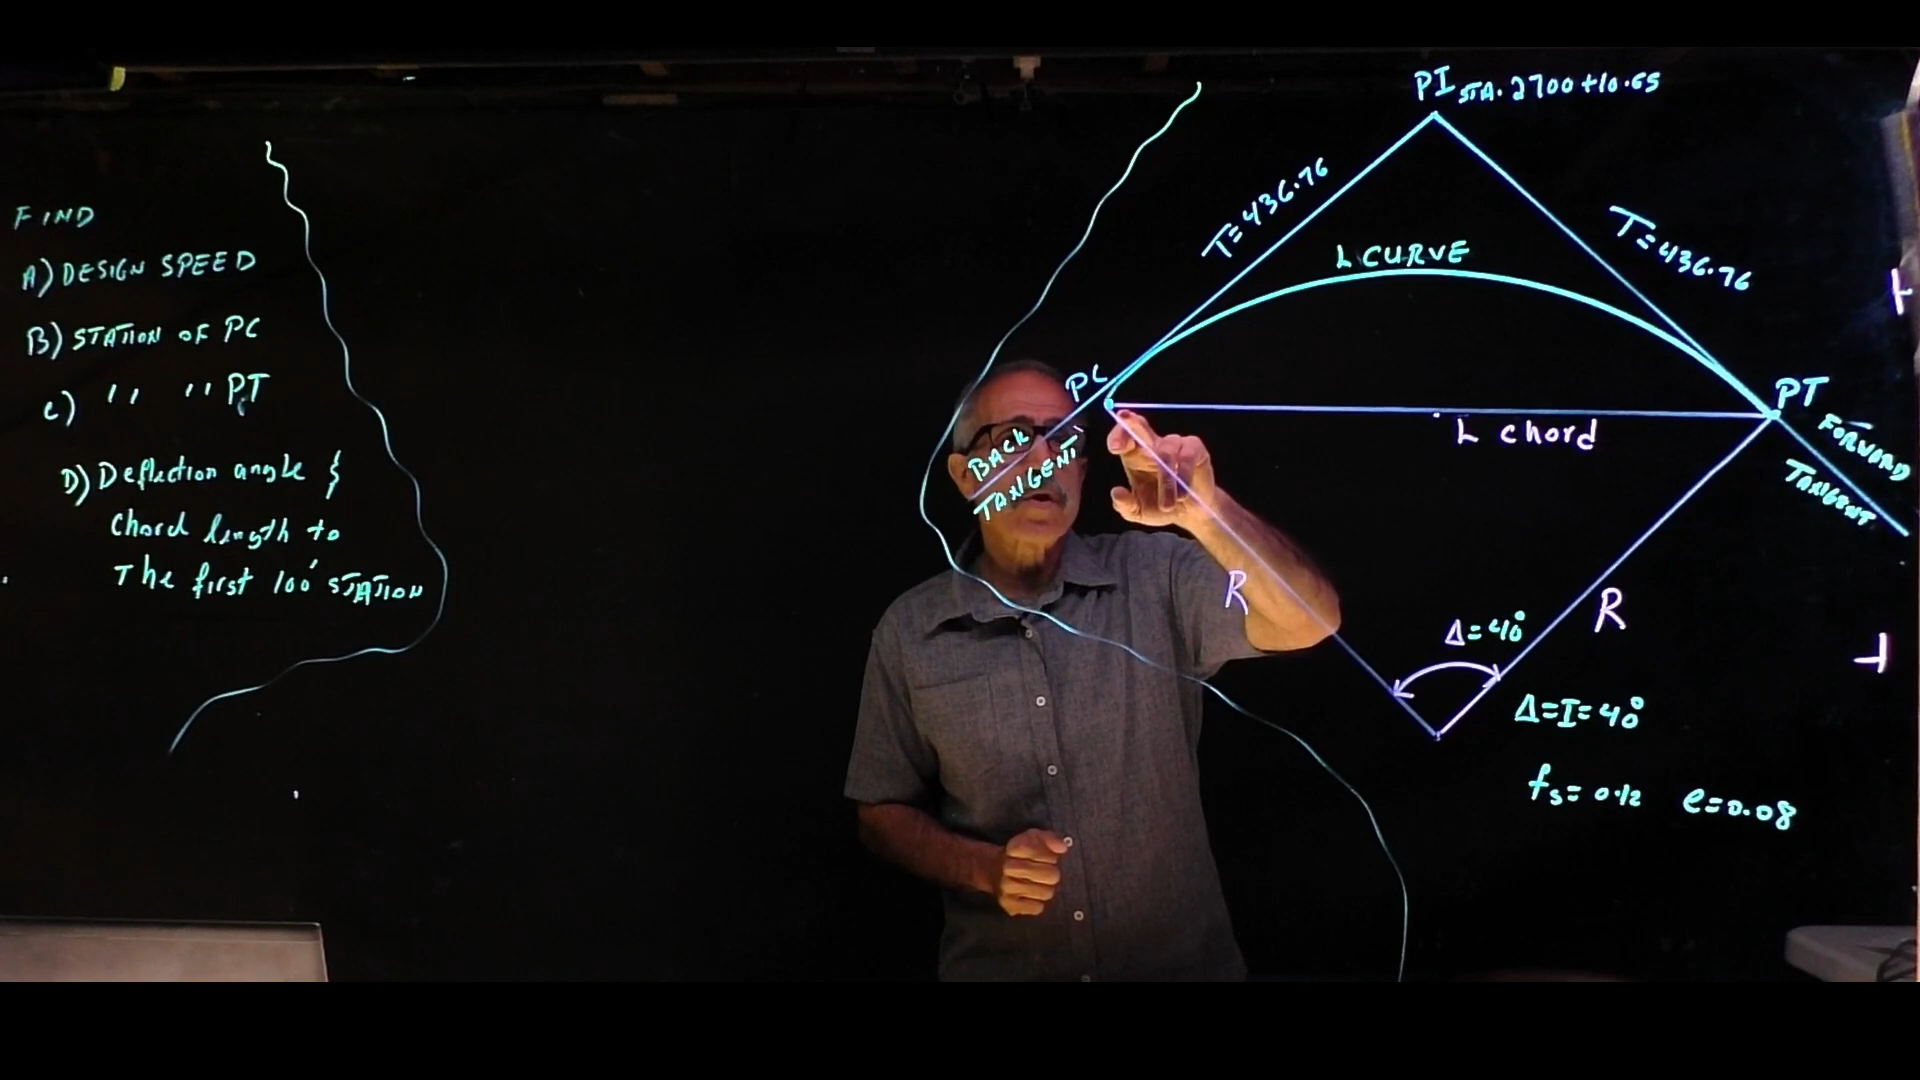 FIND
A) DESIGN SPEED
B) STATION OF PC
C) " " PT
D) Deflection angle &
Chord length to
The first 100' STATION
PI STA. 2700+10.65
T=436.76
T=436.76
L CURVE
PC
PT
BACK
TANGENT
L chord
FORWARD
TANGENT
R
R
Δ=40°
Δ=I=40°
fs=0.12 e=0.08